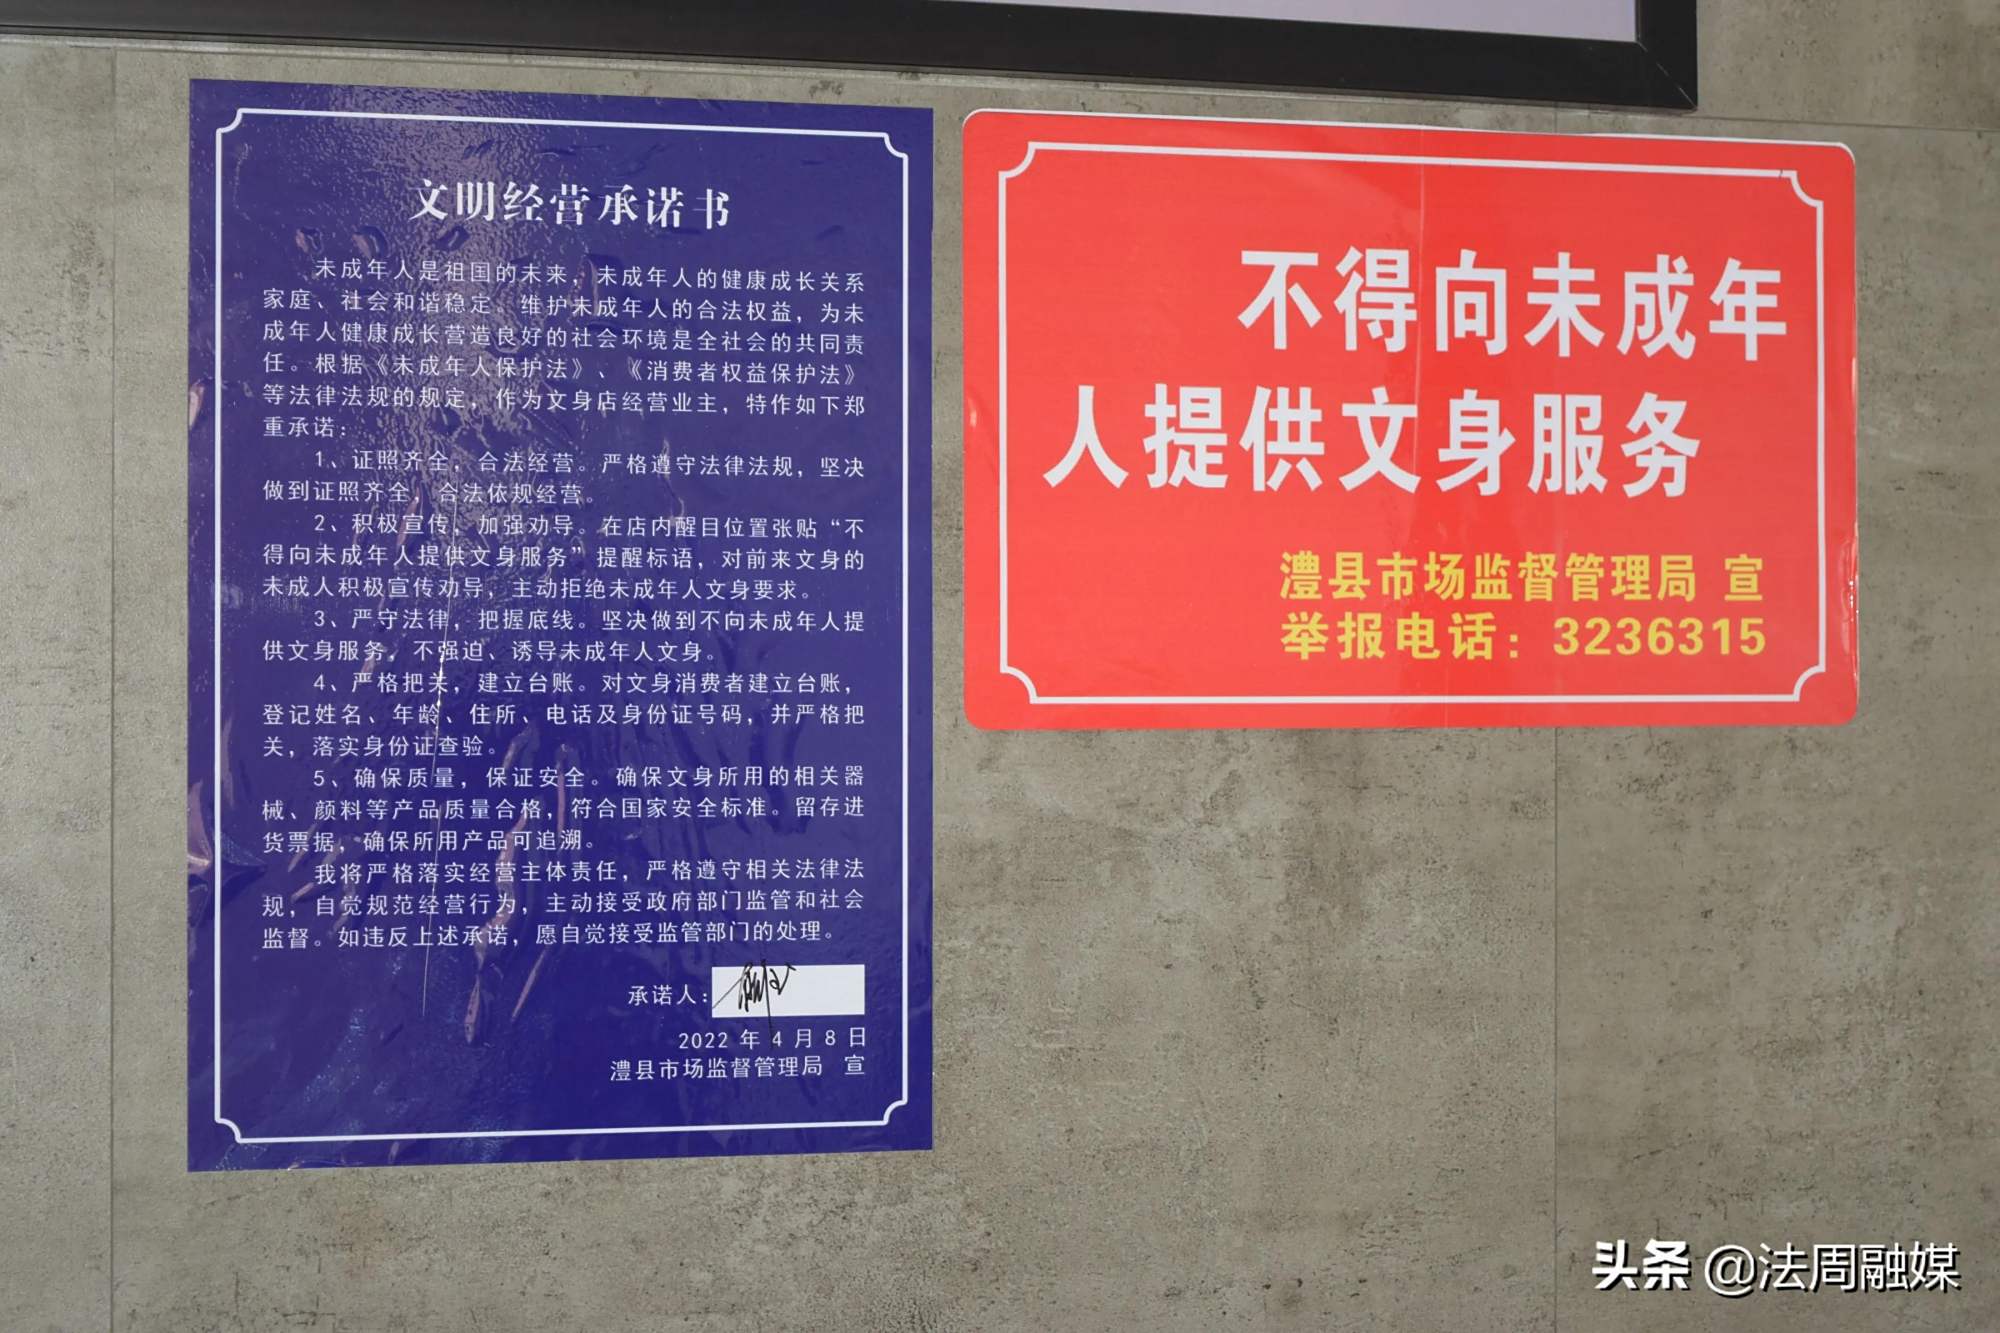 文明经营承诺书
未成年人是祖国的未来，未成年人的健康成长关系
家庭、社会和谐稳定。维护未成年人的合法权益，为未
成年人健康成长营造良好的社会环境是全社会的共同责
任。根据《未成年人保护法》、《消费者权益保护法》
等法律法规的规定，作为文身店经营业主，特作如下郑
重承诺：
1、证照齐全，合法经营。严格遵守法律法规，坚决
做到证照齐全，合法依规经营。
2、积极宣传，加强劝导。在店内醒目位置张贴“不
得向未成年人提供文身服务”提醒标语，对前来文身的
未成人积极宣传劝导，主动拒绝未成年人文身要求。
3、严守法律，把握底线。坚决做到不向未成年人提
供文身服务，不强迫、诱导未成年人文身。
4、严格把关，建立台账。对文身消费者建立台账，
登记姓名、年龄、住所、电话及身份证号码，并严格把
关，落实身份证查验。
5、确保质量，保证安全。确保文身所用的相关器
械、颜料等产品质量合格，符合国家安全标准。留存进
货票据，确保所用产品可追溯。
我将严格落实经营主体责任，严格遵守相关法律法
规，自觉规范经营行为，主动接受政府部门监管和社会
监督。如违反上述承诺，愿自觉接受监管部门的处理。
承诺人：
2022 年 4 月 8 日
澧县市场监督管理局 宣
不得向未成年
人提供文身服务
澧县市场监督管理局 宣
举报电话：3236315
头条 @法周融媒